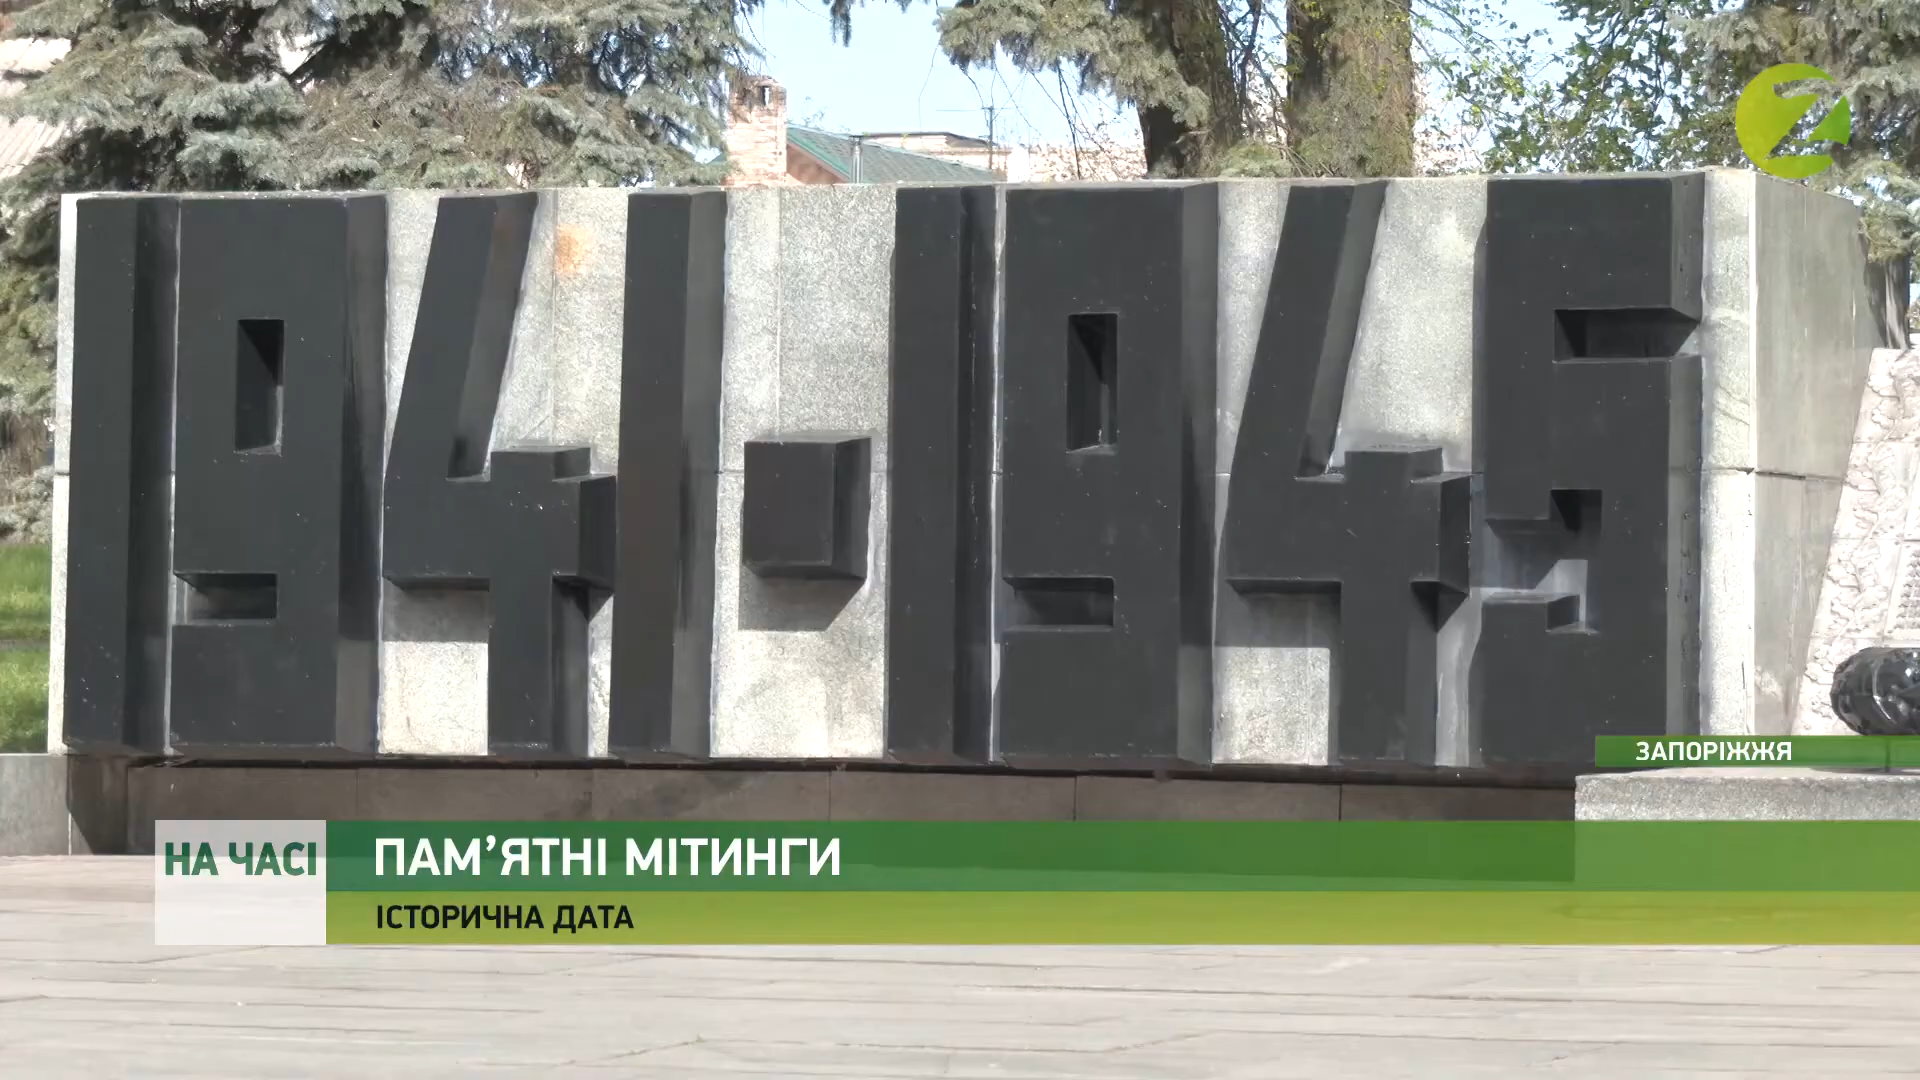 1941·1945
ЗАПОРІЖЖЯ
НА ЧАСІ
ПАМ’ЯТНІ МІТИНГИ
ІСТОРИЧНА ДАТА